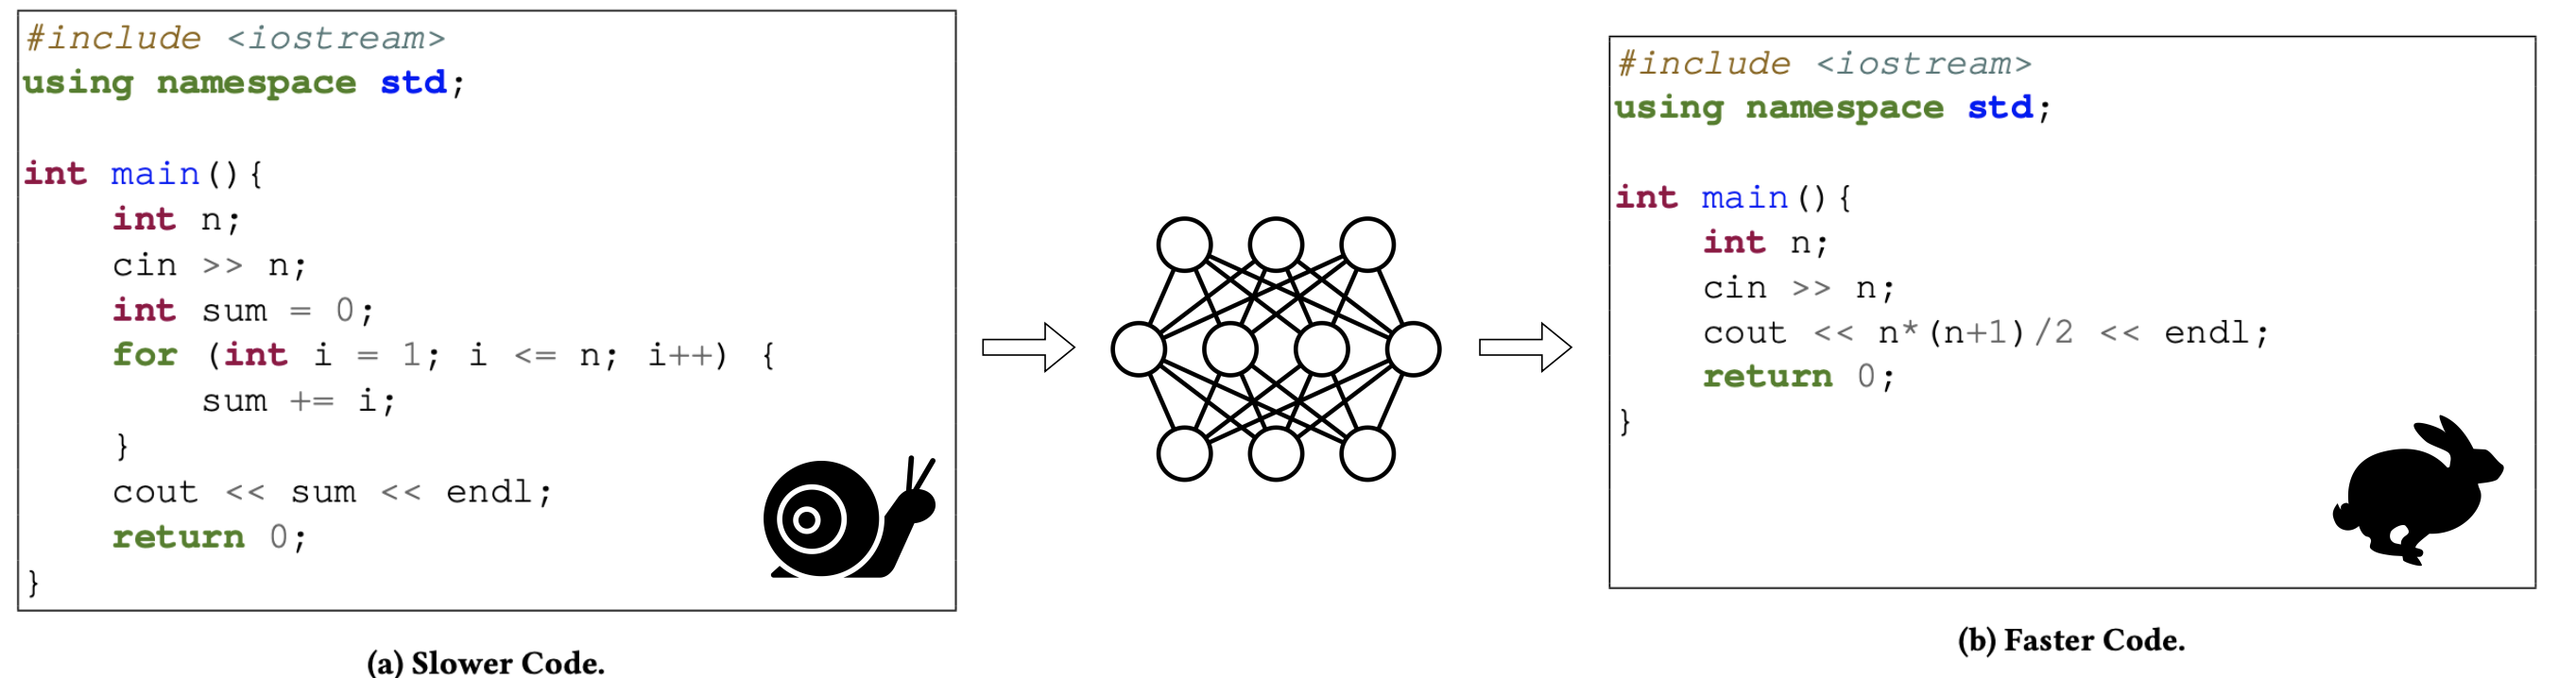 #include <iostream>
using namespace std;
int main(){
int n;
cin >> n;
int sum = 0;
for (int i = 1; i <= n; i++) {
sum += i;
}
cout << sum << endl;
return 0;
}
(a) Slower Code.
#include <iostream>
using namespace std;
int main(){
int n;
cin >> n;
cout << n*(n+1)/2 << endl;
return 0;
}
(b) Faster Code.